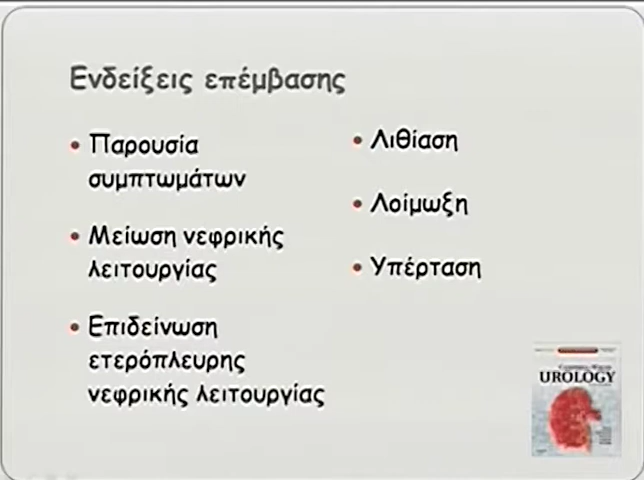 Ενδείξεις επέμβασης
• Παρουσία
συμπτωμάτων
• Μείωση νεφρικής
λειτουργίας
• Επιδείνωση
ετερόπλευρης
νεφρικής λειτουργίας
• Λιθίαση
• Λοίμωξη
• Υπέρταση
UROLOGY